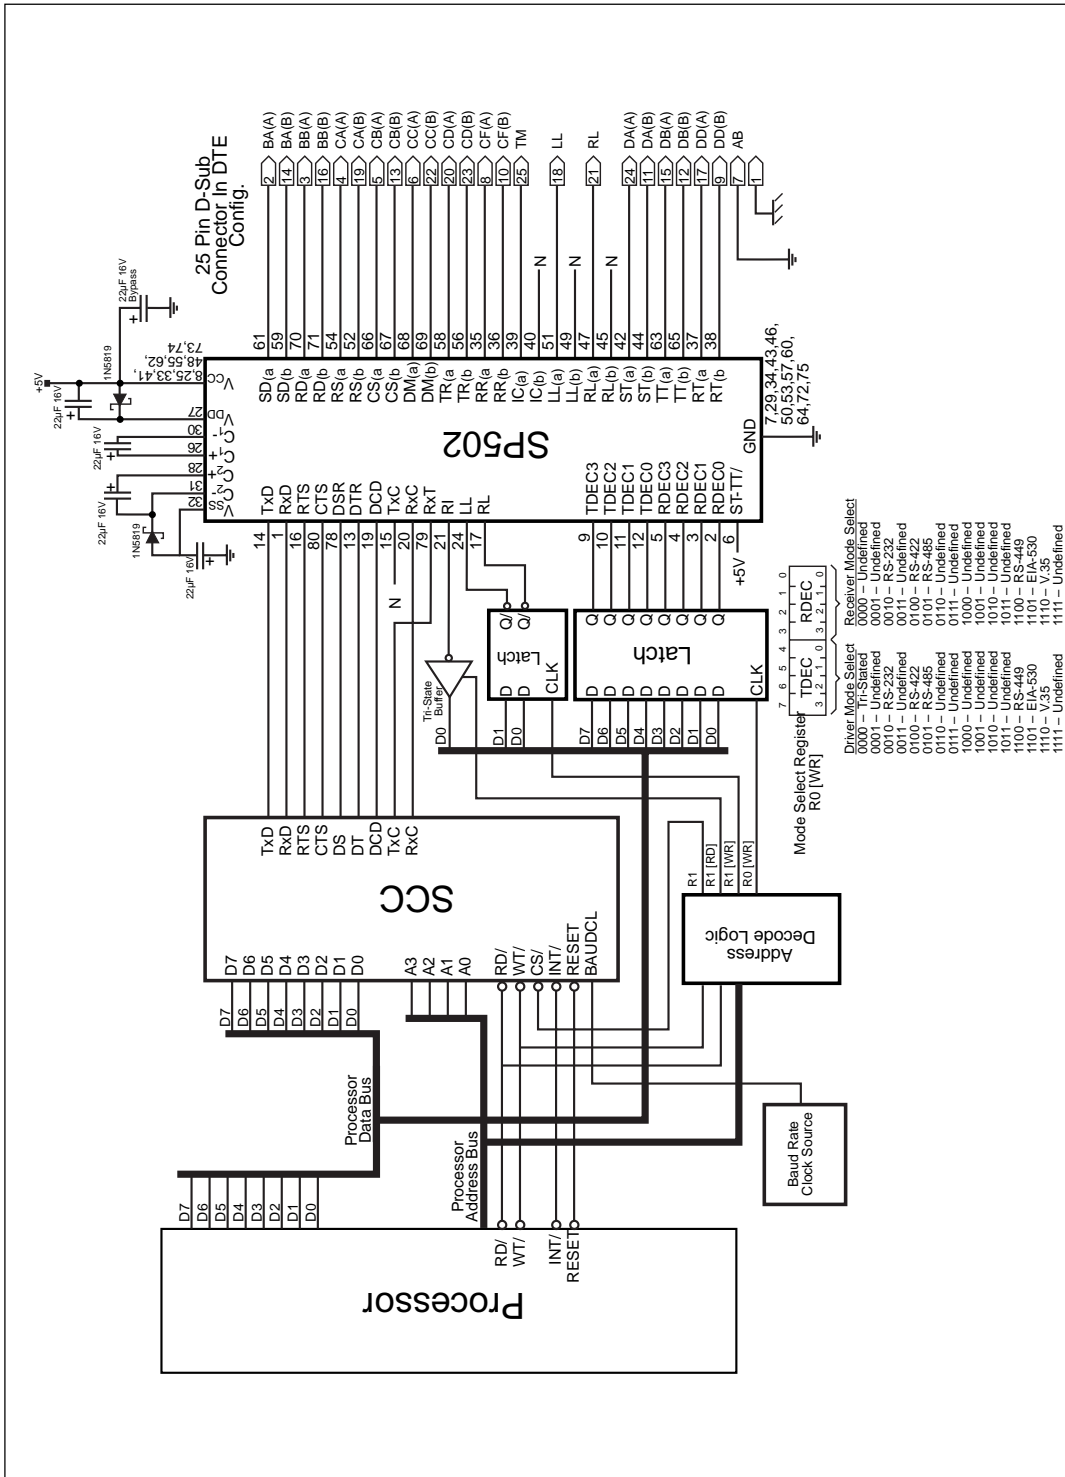 25 Pin D-Sub
Connector In DTE
Config.
+5V
22µF 16V
Bypass
1N5819
22µF 16V
22µF 16V
22µF 16V
1N5819
22µF 16V
8,25,33,41,
48,55,62,
73,74
VCC
27 VDD
30 C1-
26 C1+
28 C2+
31 C2-
32 VSS
SP502
SD(a 61 2 BA(A)
SD(b 59 14 BA(B)
RD(a 70 3 BB(A)
RD(b 71 16 BB(B)
RS(a 54 4 CA(A)
RS(b 52 19 CA(B)
CS(a 66 5 CB(A)
CS(b 67 13 CB(B)
DM(a) 68 6 CC(A)
DM(b) 69 22 CC(B)
TR(a 58 20 CD(A)
TR(b 56 23 CD(B)
RR(a 35 8 CF(A)
RR(b 36 10 CF(B)
IC(a) 39 25 TM
IC(b) 40 N
LL(a) 51 18 LL
LL(b) 49 N
RL(a) 47 21 RL
RL(b) 45 N
ST(a 42 24 DA(A)
ST(b 44 11 DA(B)
TT(a) 63 15 DB(A)
TT(b) 65 12 DB(B)
RT(a 37 17 DD(A)
RT(b 38 9 DD(B)
7 AB
1
GND
7,29,34,43,46,
50,53,57,60,
64,72,75
14 TxD
1 RxD
16 RTS
80 CTS
78 DSR
13 DTR
19 DCD
N 15 TxC
20 RxC
79 RxT
21 RI
24 LL
17 RL
9 TDEC3
10 TDEC2
11 TDEC1
12 TDEC0
5 RDEC3
4 RDEC2
3 RDEC1
2 RDEC0
+5V 6 ST-TT/
Tri-State
Buffer
D0
Latch
D1 D Q/
D0 D Q/
CLK
Latch
D7 D Q
D6 D Q
D5 D Q
D4 D Q
D3 D Q
D2 D Q
D1 D Q
D0 D Q
CLK
SCC
TxD
RxD
RTS
CTS
DS
DT
DCD
TxC
RxC
D7 D7
D6 D6
D5 D5
D4 D4
D3 D3
D2 D2
D1 D1
D0 D0
A3
A2
A1
A0
RD/
WT/
CS/
INT/
RESET
BAUDCL
Processor
Data Bus
Processor
Address Bus
Processor
D7
D6
D5
D4
D3
D2
D1
D0
RD/
WT/
INT/
RESET
Address
Decode Logic
R1
R1 [RD]
R1 [WR]
R0 [WR]
Baud Rate
Clock Source
Mode Select Register
R0 [WR]
7 6 5 4 3 2 1 0
TDEC RDEC
3 2 1 0 3 2 1 0
Driver Mode Select
0000 – Tri-Stated
0001 – Undefined
0010 – RS-232
0011 – Undefined
0100 – RS-422
0101 – RS-485
0110 – Undefined
0111 – Undefined
1000 – Undefined
1001 – Undefined
1010 – Undefined
1011 – Undefined
1100 – RS-449
1101 – EIA-530
1110 – V.35
1111 – Undefined
Receiver Mode Select
0000 – Undefined
0001 – Undefined
0010 – RS-232
0011 – Undefined
0100 – RS-422
0101 – RS-485
0110 – Undefined
0111 – Undefined
1000 – Undefined
1001 – Undefined
1010 – Undefined
1011 – Undefined
1100 – RS-449
1101 – EIA-530
1110 – V.35
1111 – Undefined